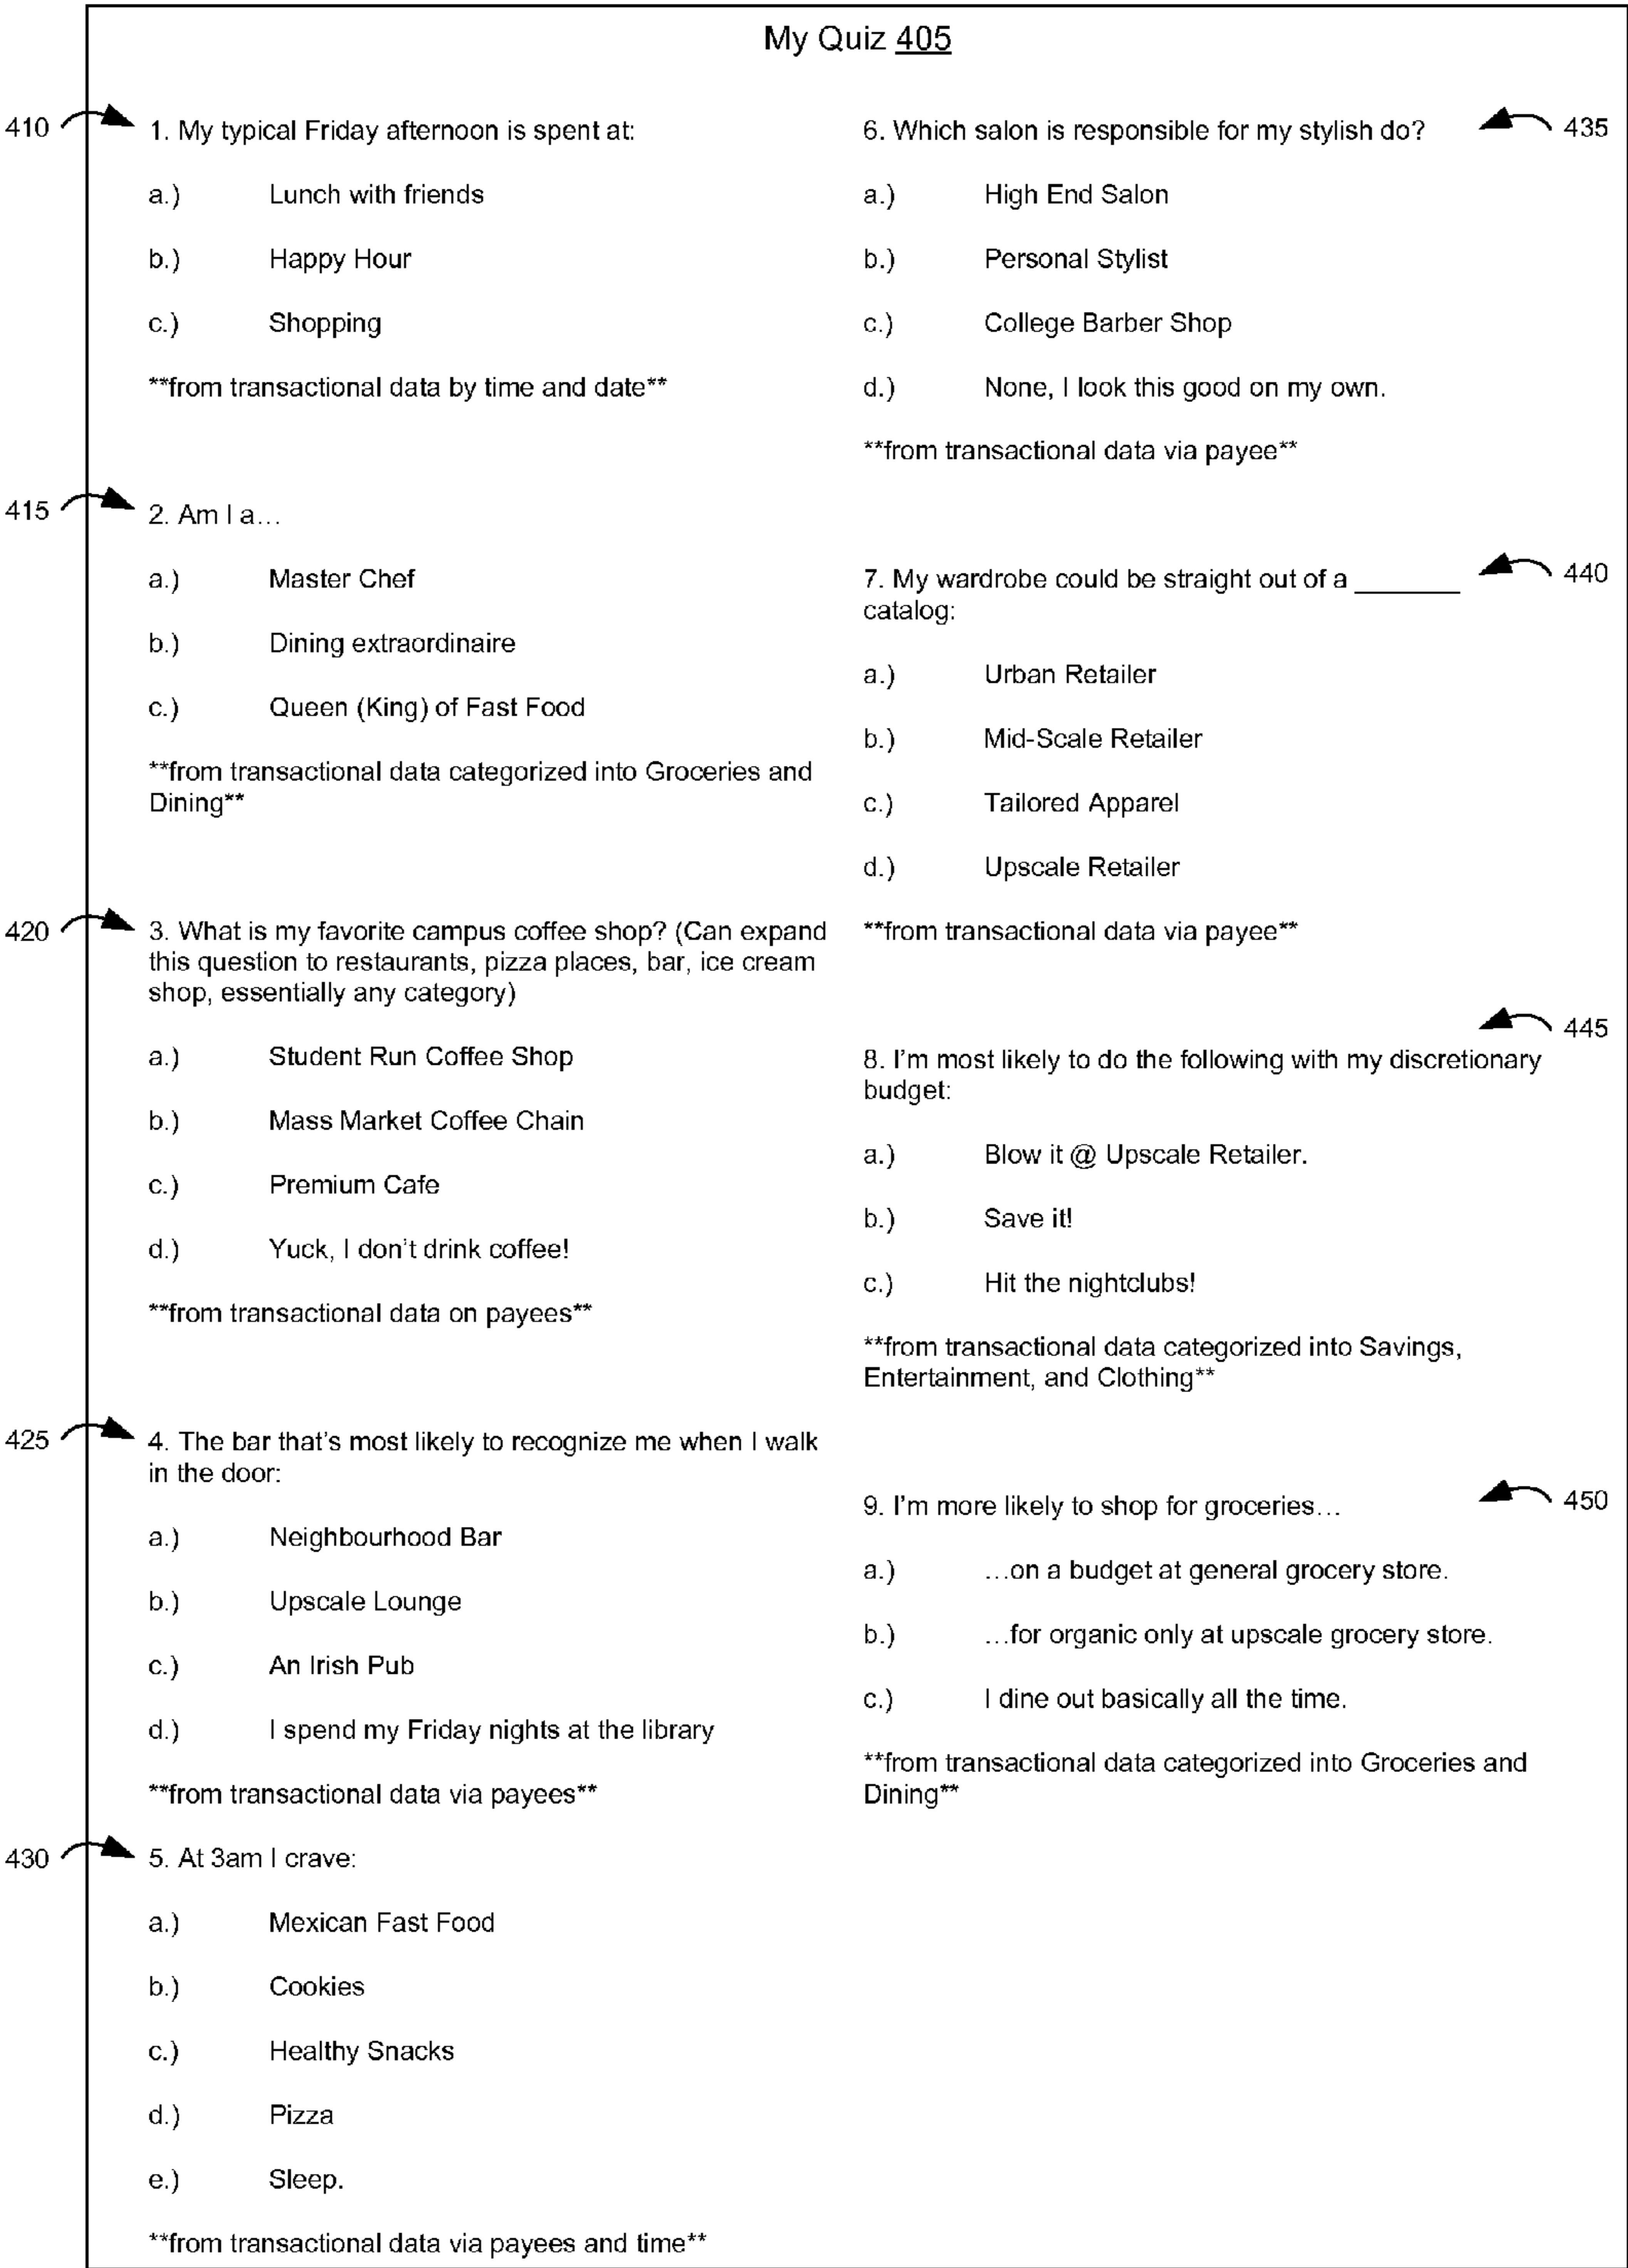 My Quiz 405
410
1. My typical Friday afternoon is spent at:
a.) Lunch with friends
b.) Happy Hour
c.) Shopping
**from transactional data by time and date**
415
2. Am I a…
a.) Master Chef
b.) Dining extraordinaire
c.) Queen (King) of Fast Food
**from transactional data categorized into Groceries and
Dining**
420
3. What is my favorite campus coffee shop? (Can expand
this question to restaurants, pizza places, bar, ice cream
shop, essentially any category)
a.) Student Run Coffee Shop
b.) Mass Market Coffee Chain
c.) Premium Cafe
d.) Yuck, I don't drink coffee!
**from transactional data on payees**
425
4. The bar that's most likely to recognize me when I walk
in the door:
a.) Neighbourhood Bar
b.) Upscale Lounge
c.) An Irish Pub
d.) I spend my Friday nights at the library
**from transactional data via payees**
430
5. At 3am I crave:
a.) Mexican Fast Food
b.) Cookies
c.) Healthy Snacks
d.) Pizza
e.) Sleep.
**from transactional data via payees and time**
6. Which salon is responsible for my stylish do?
435
a.) High End Salon
b.) Personal Stylist
c.) College Barber Shop
d.) None, I look this good on my own.
**from transactional data via payee**
7. My wardrobe could be straight out of a _______
440
catalog:
a.) Urban Retailer
b.) Mid-Scale Retailer
c.) Tailored Apparel
d.) Upscale Retailer
**from transactional data via payee**
445
8. I'm most likely to do the following with my discretionary
budget:
a.) Blow it @ Upscale Retailer.
b.) Save it!
c.) Hit the nightclubs!
**from transactional data categorized into Savings,
Entertainment, and Clothing**
9. I'm more likely to shop for groceries…
450
a.) …on a budget at general grocery store.
b.) …for organic only at upscale grocery store.
c.) I dine out basically all the time.
**from transactional data categorized into Groceries and
Dining**